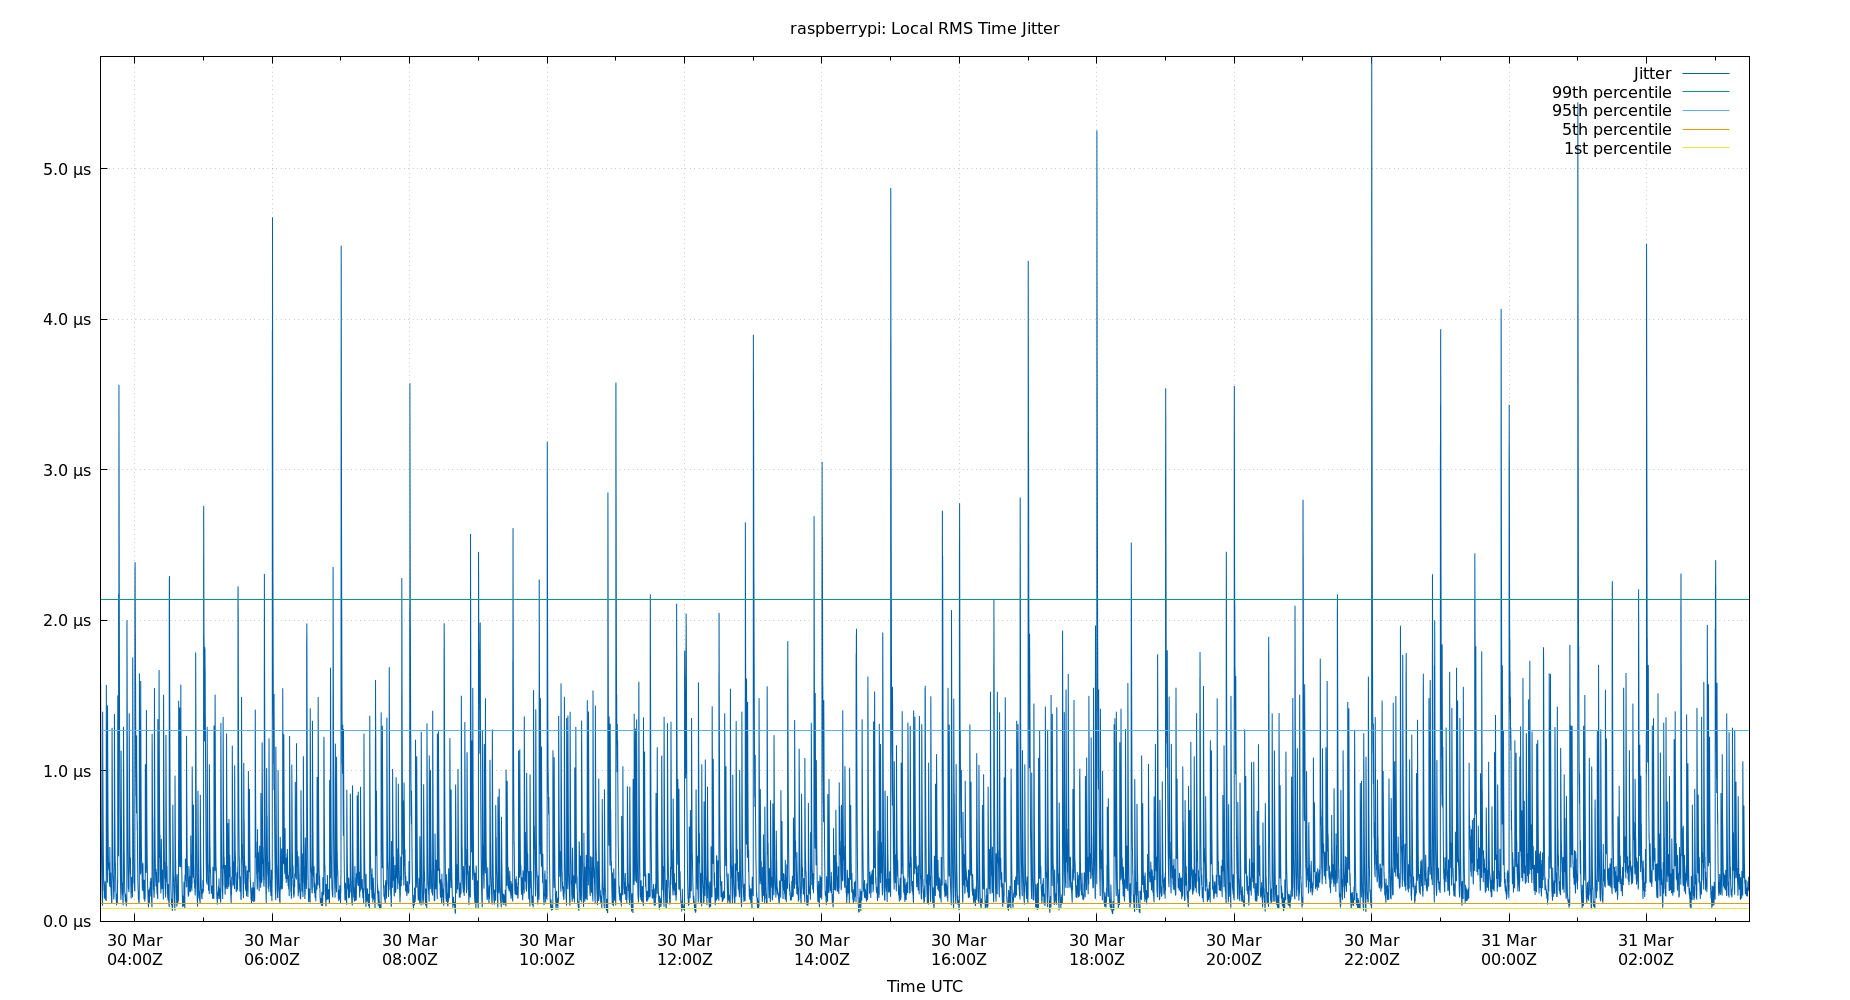 raspberrypi: Local RMS Time Jitter
Jitter
99th percentile
95th percentile
5th percentile
1st percentile
5.0 µs
4.0 µs
3.0 µs
2.0 µs
1.0 µs
0.0 µs
30 Mar 30 Mar 30 Mar 30 Mar 30 Mar 30 Mar 30 Mar 30 Mar 30 Mar 30 Mar 31 Mar 31 Mar
04:00Z 06:00Z 08:00Z 10:00Z 12:00Z 14:00Z 16:00Z 18:00Z 20:00Z 22:00Z 00:00Z 02:00Z
Time UTC